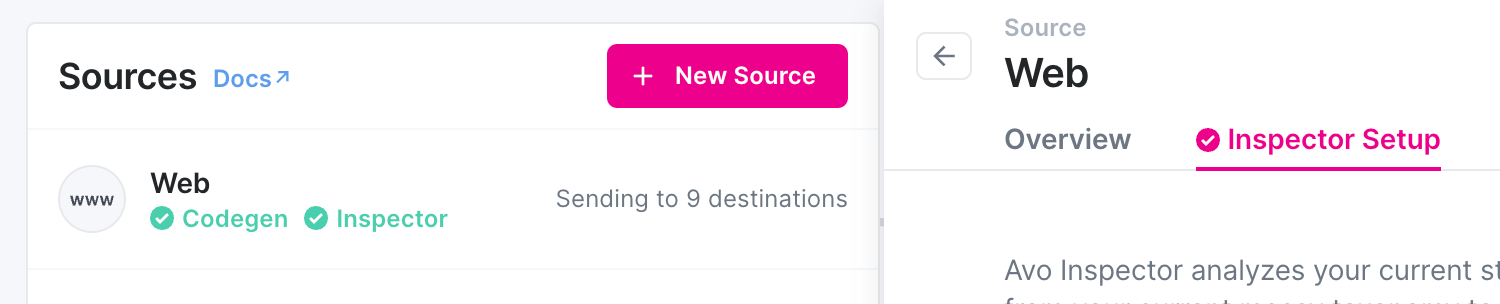 Sources Docs↗
+ New Source
www
Web
Codegen Inspector
Sending to 9 destinations
Source
Web
Overview
Inspector Setup
Avo Inspector analyzes your current